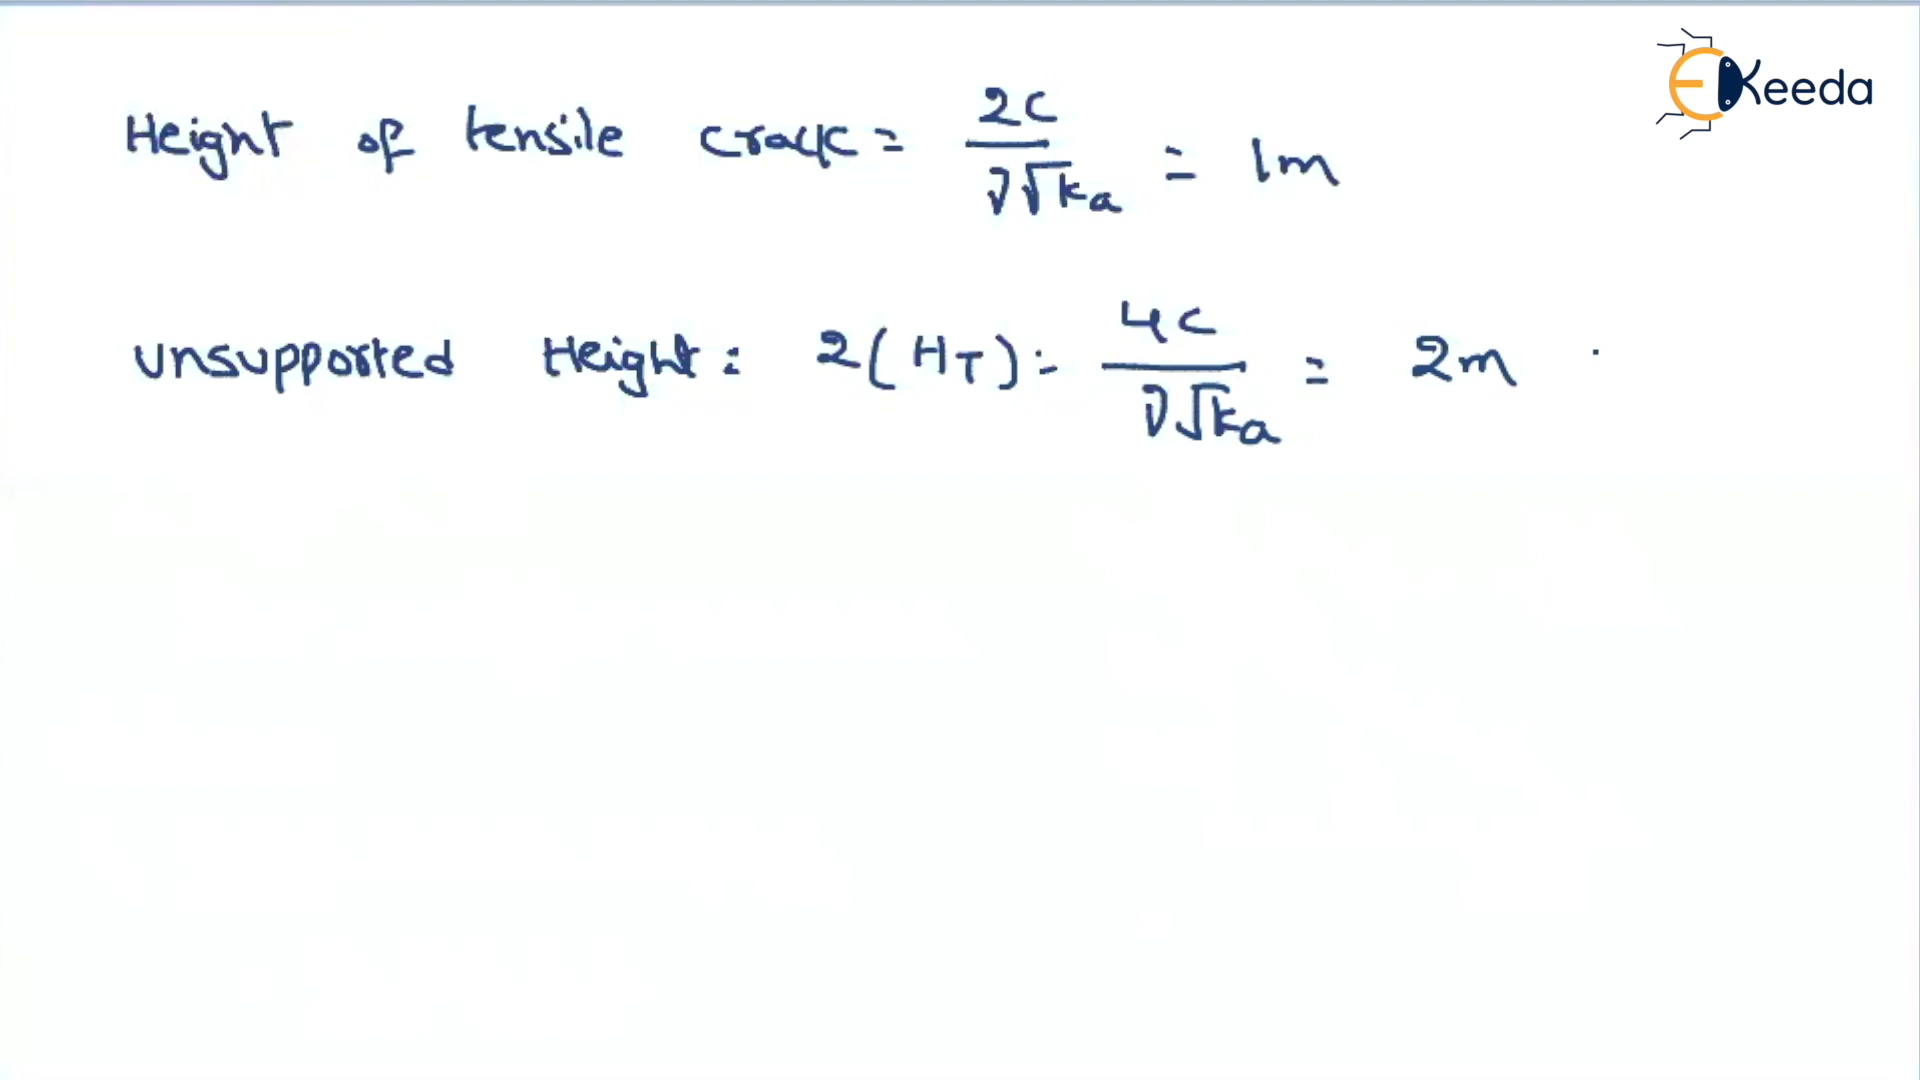 EKeeda
Height of tensile crack = 2c / γ√ka = 1m
unsupported Height = 2(HT) = 4c / γ√ka = 2m